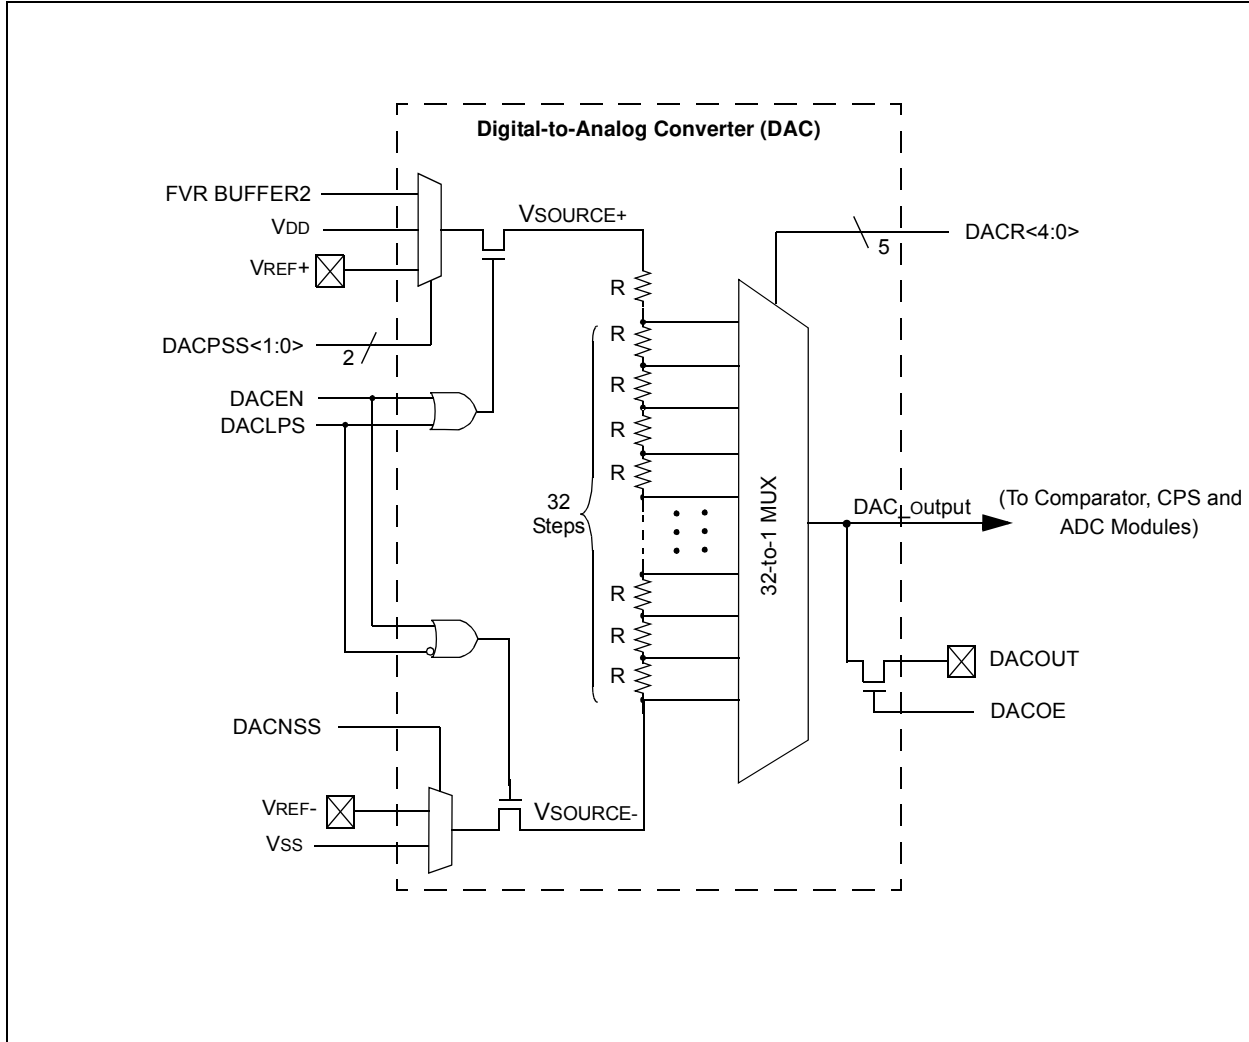 Digital-to-Analog Converter (DAC)
FVR BUFFER2
VDD
VREF+
DACPSS<1:0>
2
DACEN
DACLPS
VSOURCE+
5
DACR<4:0>
R
R
R
R
R
32
Steps
R
R
R
32-to-1 MUX
DAC_Output
(To Comparator, CPS and
ADC Modules)
DACOUT
DACOE
DACNSS
VREF-
VSS
VSOURCE-